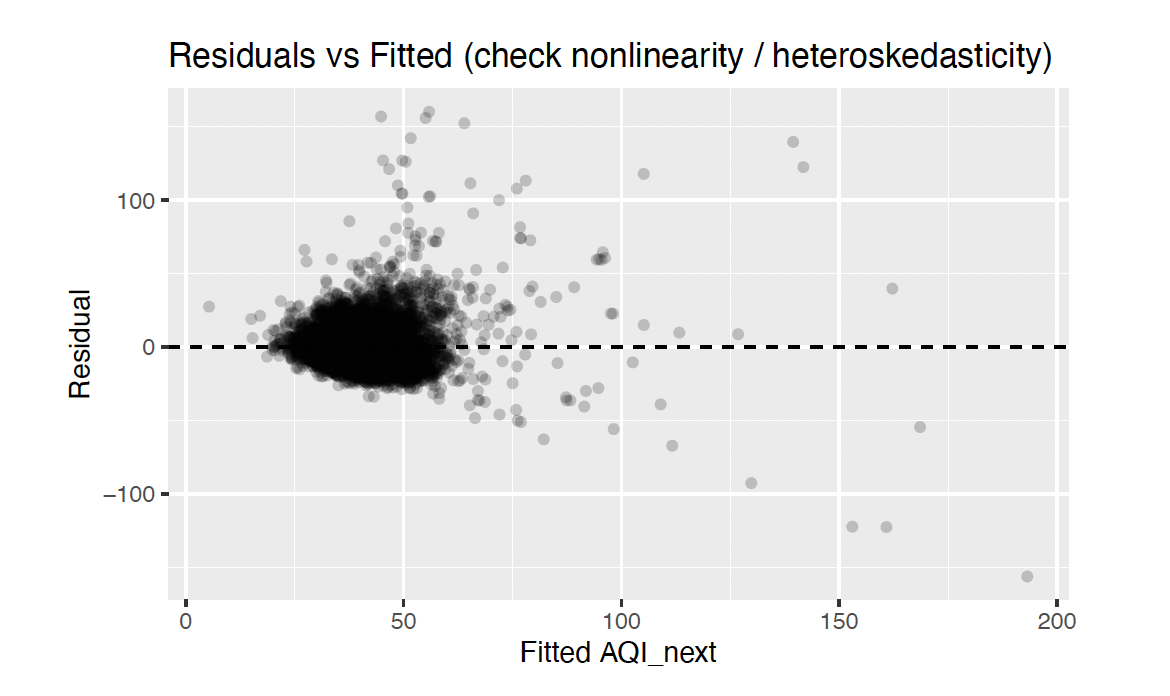 Residuals vs Fitted (check nonlinearity / heteroskedasticity)
Residual
100
0
−100
0 50 100 150 200
Fitted AQI_next